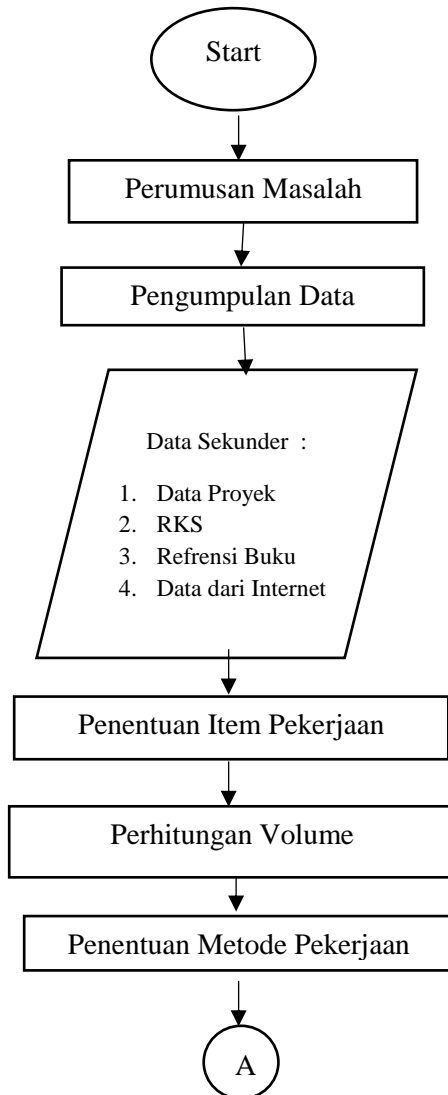 Start
Perumusan Masalah
Pengumpulan Data
Data Sekunder :
1. Data Proyek
2. RKS
3. Refrensi Buku
4. Data dari Internet
Penentuan Item Pekerjaan
Perhitungan Volume
Penentuan Metode Pekerjaan
A